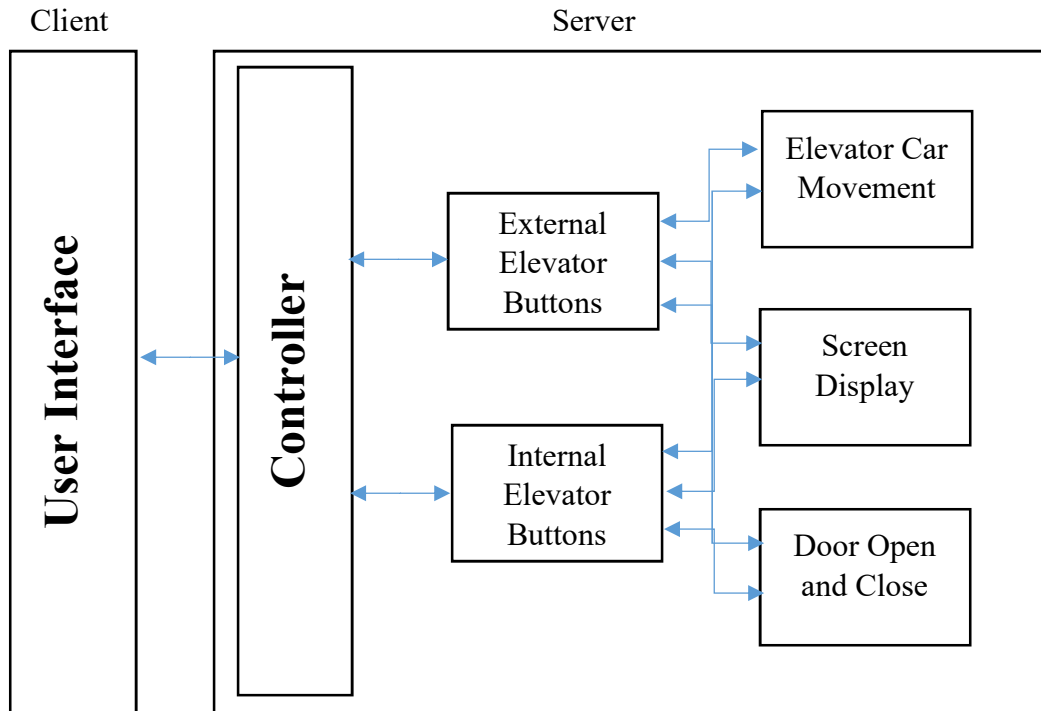 Client
Server
User Interface
Controller
External
Elevator
Buttons
Internal
Elevator
Buttons
Elevator Car
Movement
Screen
Display
Door Open
and Close